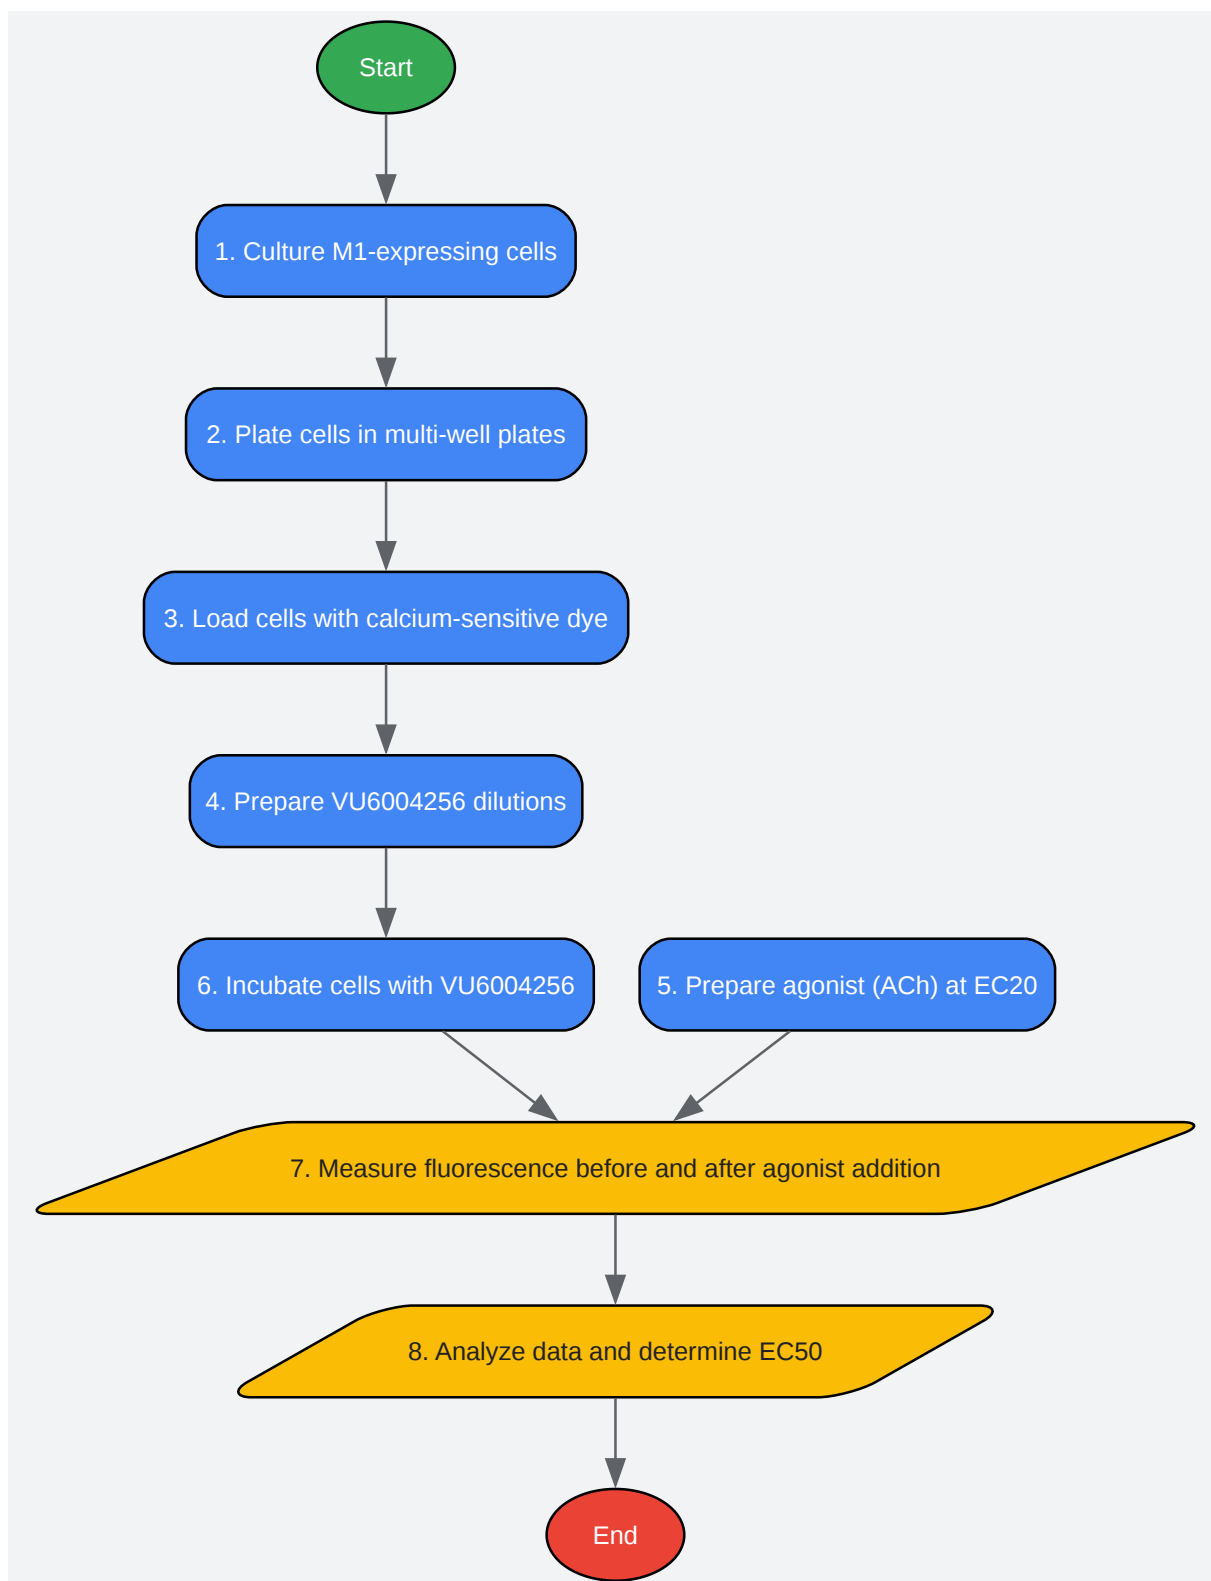 Start
1. Culture M1-expressing cells
2. Plate cells in multi-well plates
3. Load cells with calcium-sensitive dye
4. Prepare VU6004256 dilutions
6. Incubate cells with VU6004256
5. Prepare agonist (ACh) at EC20
7. Measure fluorescence before and after agonist addition
8. Analyze data and determine EC50
End